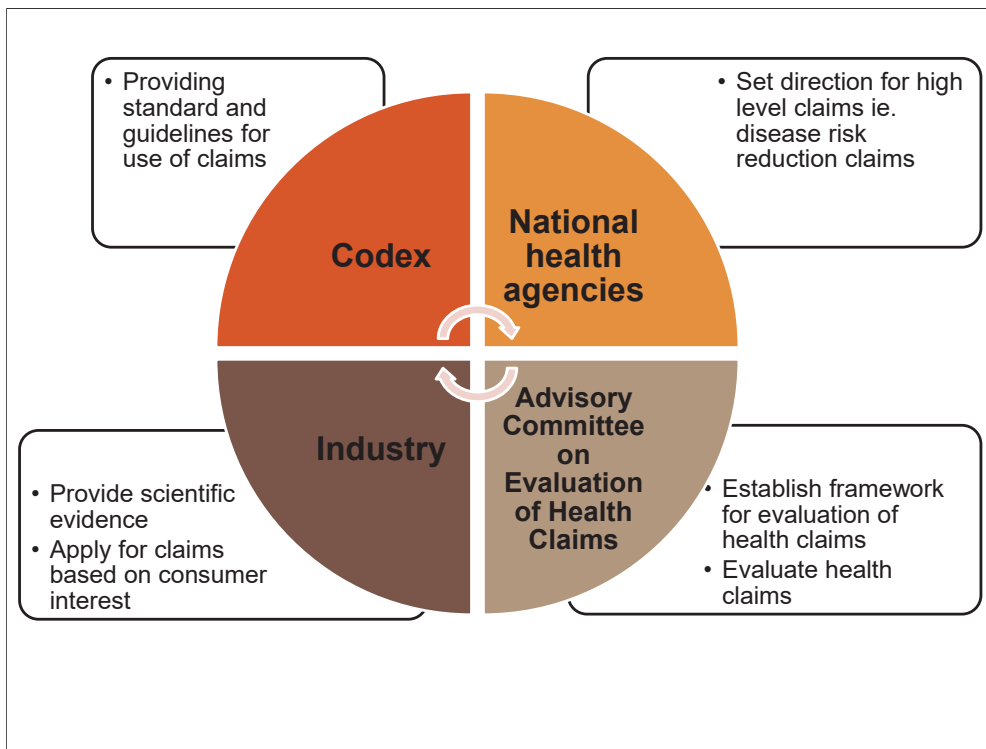 • Providing
standard and
guidelines for
use of claims
• Set direction for high
level claims ie.
disease risk
reduction claims
Codex
National
health
agencies
Industry
Advisory
Committee
on
Evaluation
of Health
Claims
• Provide scientific
evidence
• Apply for claims
based on consumer
interest
• Establish framework
for evaluation of
health claims
• Evaluate health
claims